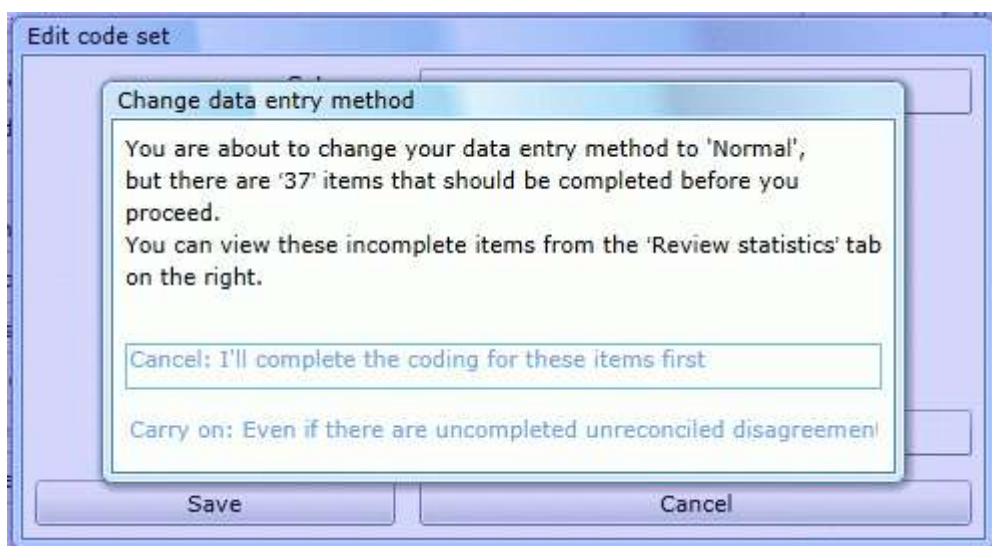 Edit code set
Change data entry method
You are about to change your data entry method to 'Normal',
but there are '37' items that should be completed before you
proceed.
You can view these incomplete items from the 'Review statistics' tab
on the right.
Cancel: I'll complete the coding for these items first
Carry on: Even if there are uncompleted unreconciled
Save Cancel